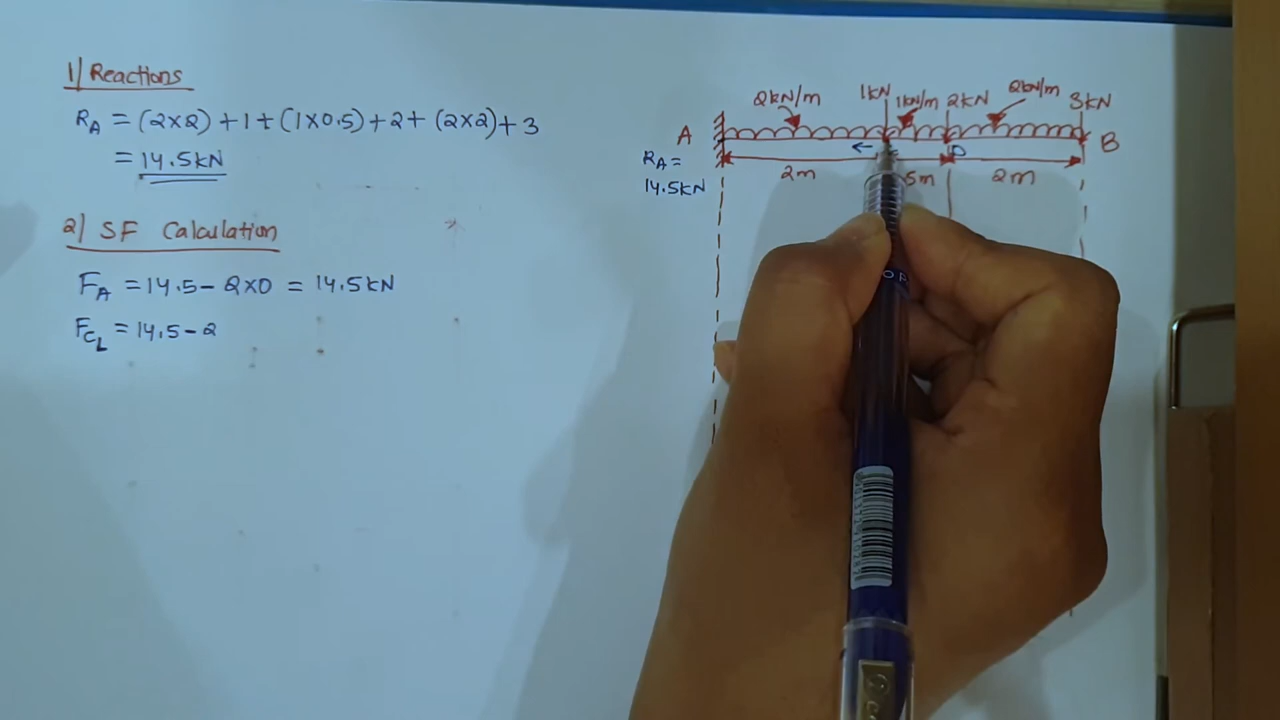 1) Reactions
RA = (2×2)+1+(1×0.5)+2+(2×2)+3
= 14.5kN
2) SF Calculation
FA = 14.5-2×0 = 14.5kN
FCL = 14.5-2
2kN/m 1kN 1kN/m 2kN 2kN/m 3kN
A B
RA =
14.5kN
D
2m 5m 2m